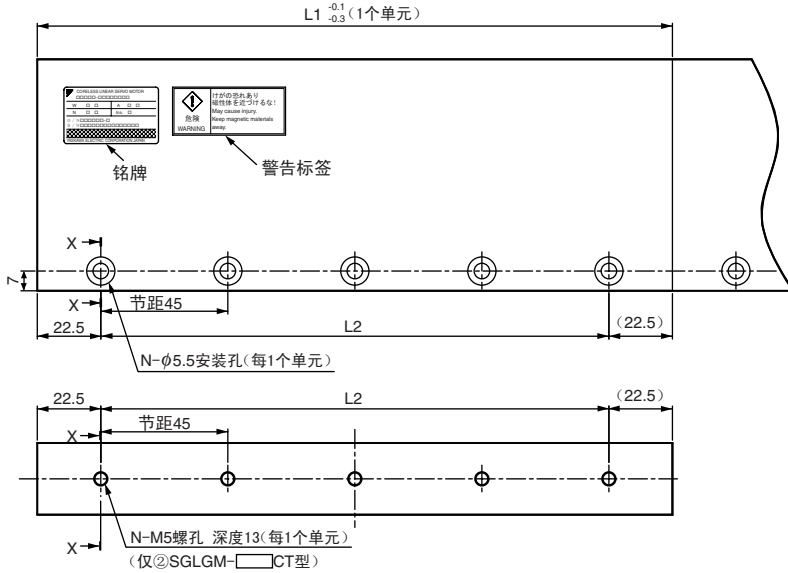 L1 -0.1 -0.3 (1个单元)
CORELESS LINEAR SERVO MOTOR
□□□□□-□□□□□□□□
W □ □ A □ □
N □ □
YASKAWA ELECTRIC CORPORATION JAPAN
けがの恐れあり
磁性体を近づけるな!
危険
WARNING
May cause injury.
Keep magnetic materials
away.
铭牌
警告标签
X
7
X
节距45
22.5
L2
(22.5)
N-φ5.5安装孔(每1个单元)
22.5
L2
(22.5)
X
节距45
N-M5螺孔 深度13(每1个单元)
X
(仅②SGLGM-□CT型)